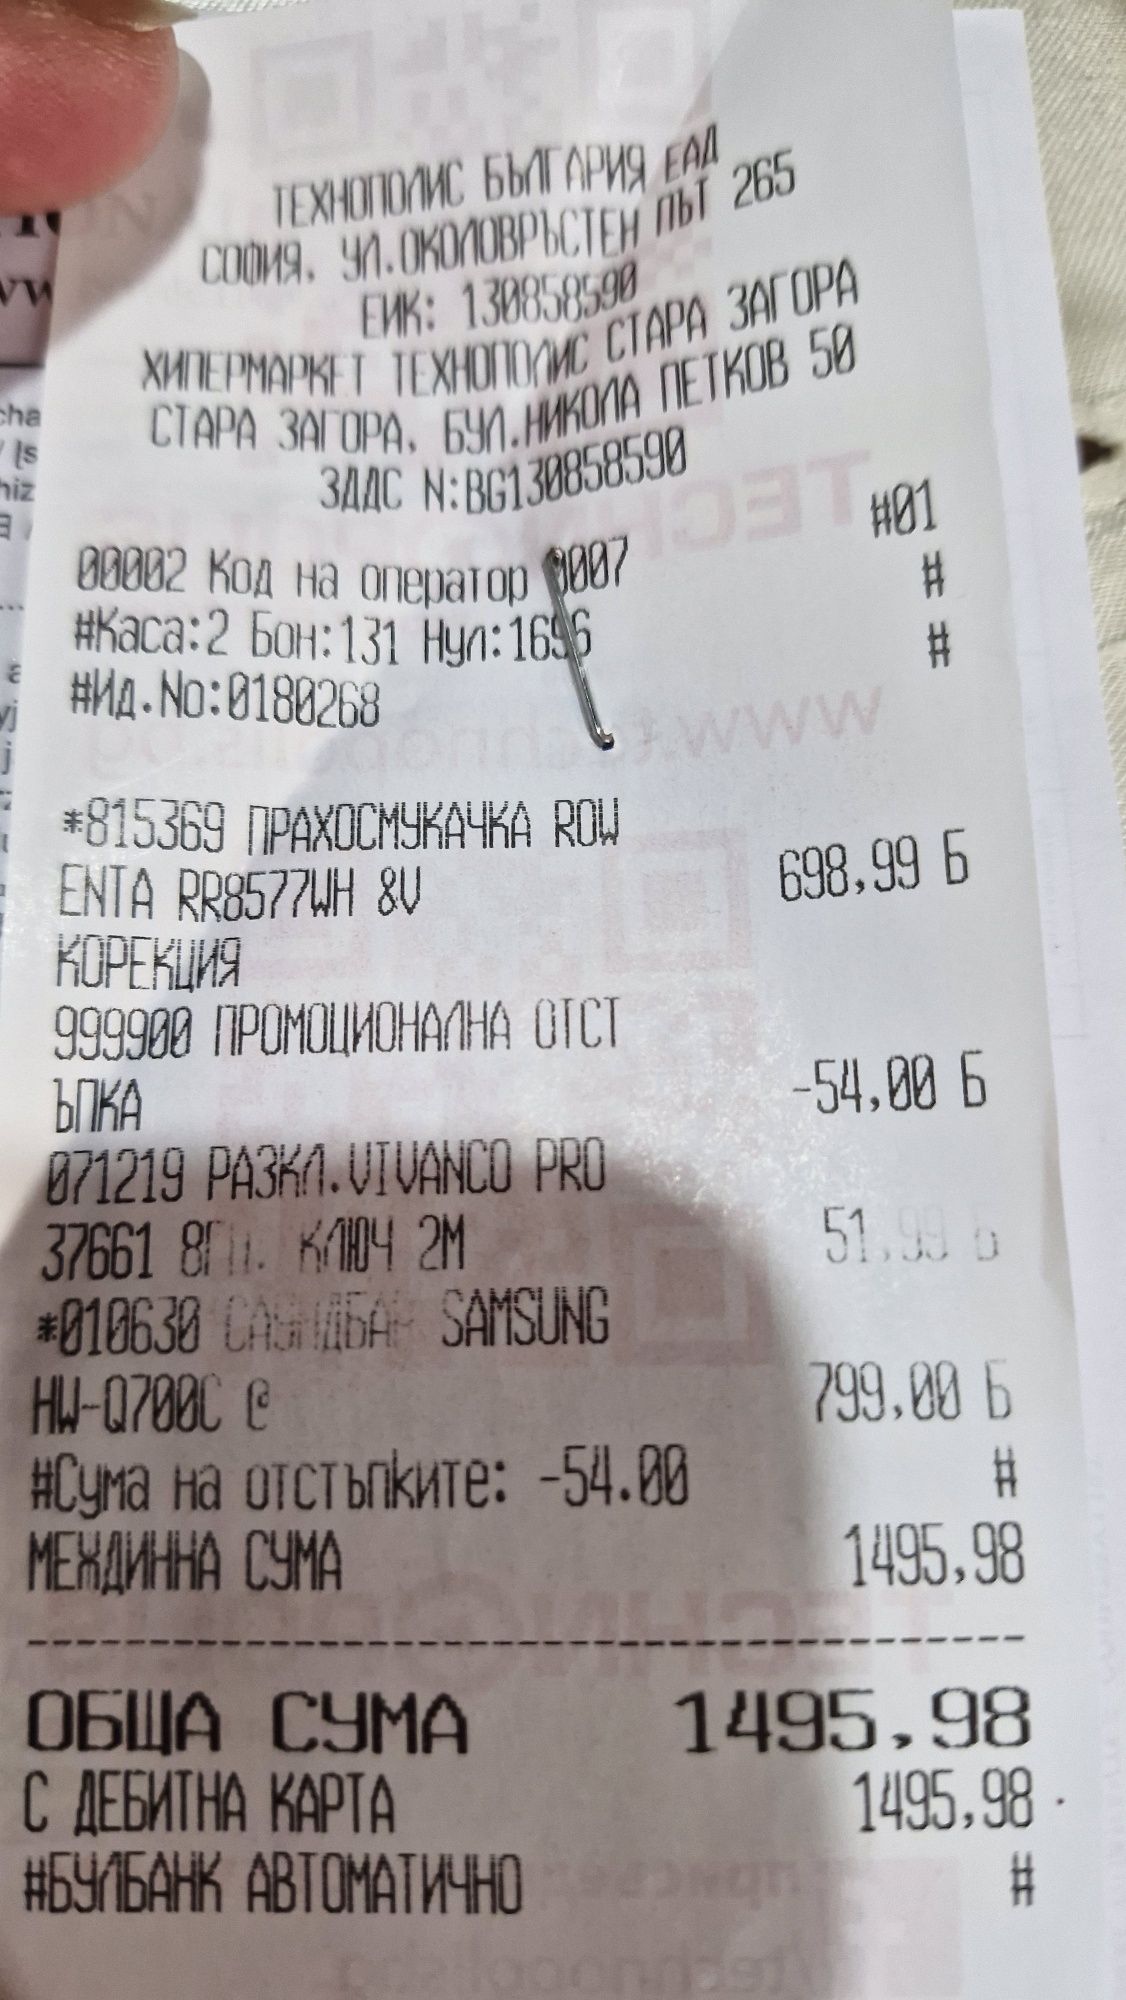 ТЕХНОПОЛИС БЪЛГАРИЯ ЕАД
СОФИЯ, УЛ.ОКОЛОВРЪСТЕН ПЪТ 265
ЕИК: 130858590
ХИПЕРМАРКЕТ ТЕХНОПОЛИС СТАРА ЗАГОРА
СТАРА ЗАГОРА, БУЛ.НИКОЛА ПЕТКОВ 50
ЗДДС N:BG130858590
00002 Код на оператор 0007 #01
#Каса:2 Бон:131 Нул:1696 #
#Ид.No:0180268 #
*815369 ПРАХОСМУКАЧКА ROW
ENTA RR8577WH &V 698,99 Б
КОРЕКЦИЯ
999900 ПРОМОЦИОНАЛНА ОТСТ
ЪПКА -54,00 Б
071219 РАЗКЛ.VIVANCO PRO
37661 8ГН. КЛЮЧ 2М 51,99 Б
*010630 САУНДБАР SAMSUNG
HW-Q700C @ 799,00 Б
#Сума на отстъпките: -54.00 #
МЕЖДИННА СУМА 1495,98
ОБЩА СУМА 1495.98
С ДЕБИТНА КАРТА 1495,98
#БУЛБАНК АВТОМАТИЧНО #